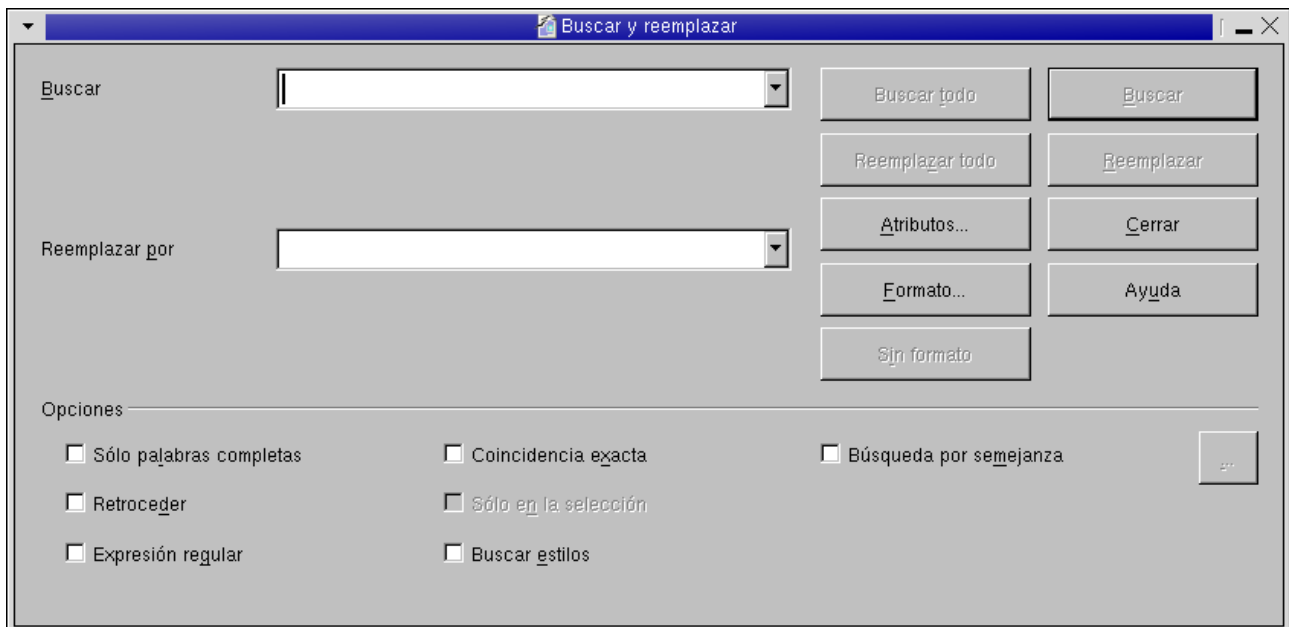 Buscar y reemplazar
Buscar
Buscar todo
Buscar
Reemplazar todo
Reemplazar
Reemplazar por
Atributos...
Cerrar
Formato...
Ayuda
Sin formato
Opciones
Sólo palabras completas
Coincidencia exacta
Búsqueda por semejanza
...
Retroceder
Sólo en la selección
Expresión regular
Buscar estilos